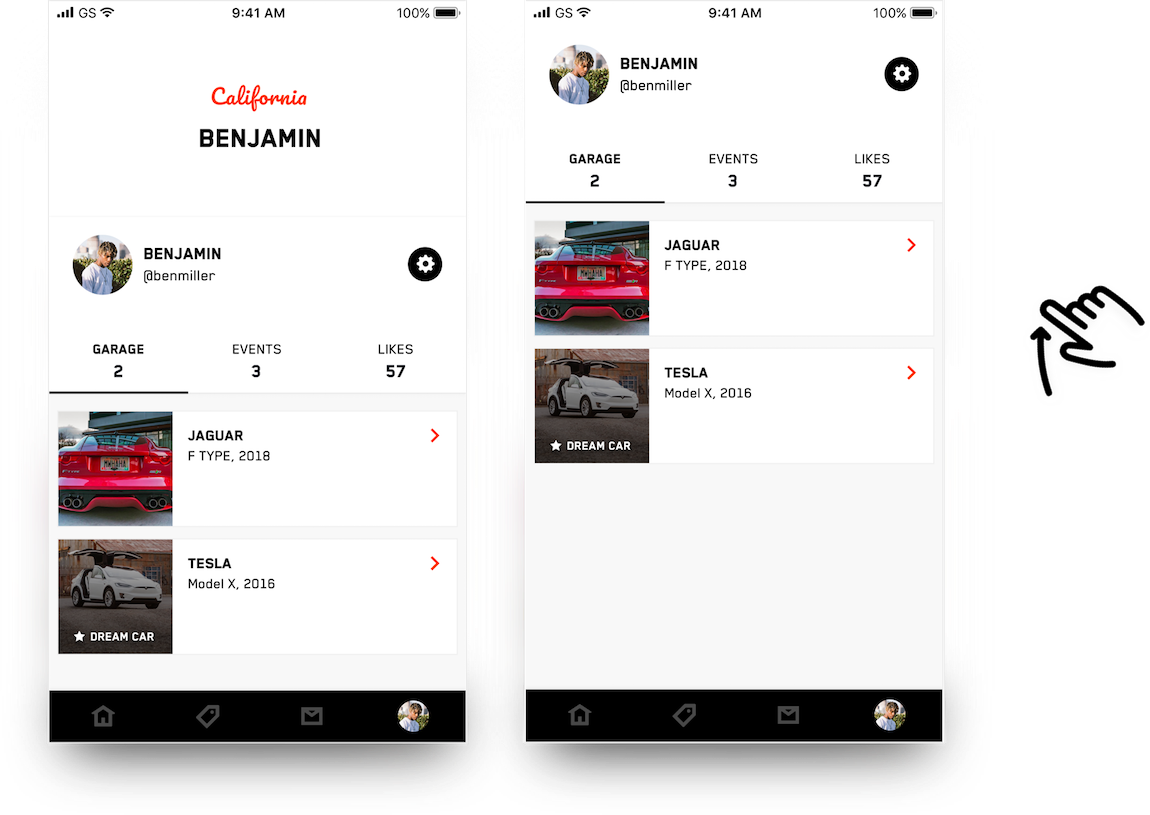 GS 9:41 AM 100%
California
BENJAMIN
BENJAMIN
@benmiller
GARAGE EVENTS LIKES
2 3 57
JAGUAR
F TYPE, 2018
TESLA
Model X, 2016
DREAM CAR
GS 9:41 AM 100%
BENJAMIN
@benmiller
GARAGE EVENTS LIKES
2 3 57
JAGUAR
F TYPE, 2018
TESLA
Model X, 2016
DREAM CAR